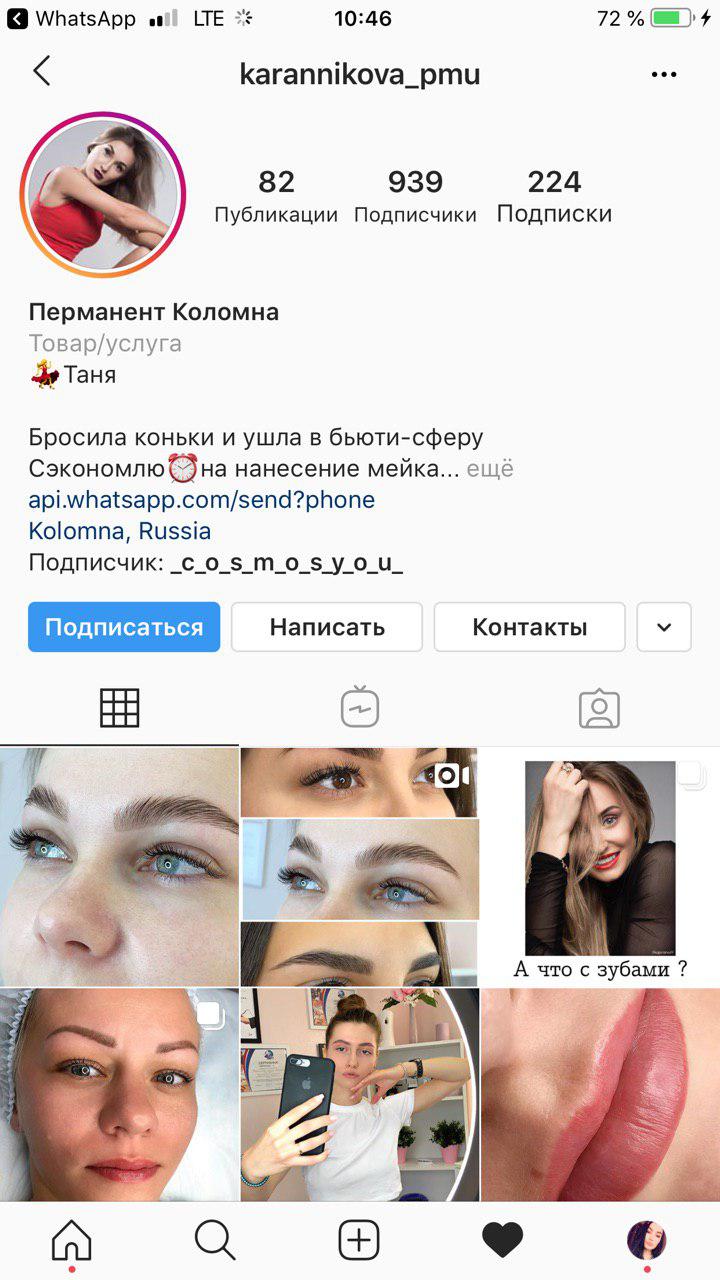 WhatsApp LTE 10:46 72 %
karannikova_pmu
82 939 224
Публикации Подписчики Подписки
Перманент Коломна
Товар/услуга
💃Таня
Бросила коньки и ушла в бьюти-сферу
Сэкономлю⏰на нанесение мейка... ещё
api.whatsapp.com/send?phone
Kolomna, Russia
Подписчик: _c_o_s_m_o_s_y_o_u_
Подписаться Написать Контакты
А что с зубами ?